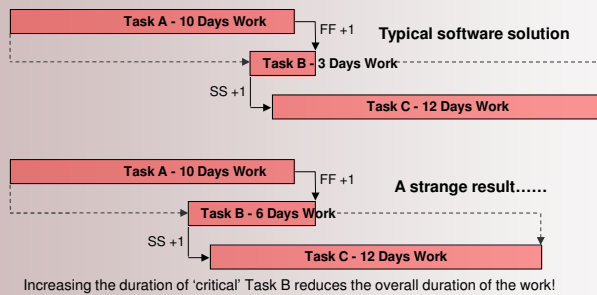 Task A - 10 Days Work
FF +1
Typical software solution
Task B - 3 Days Work
SS +1
Task C - 12 Days Work
Task A - 10 Days Work
FF +1
A strange result......
Task B - 6 Days Work
SS +1
Task C - 12 Days Work
Increasing the duration of ‘critical’ Task B reduces the overall duration of the work!